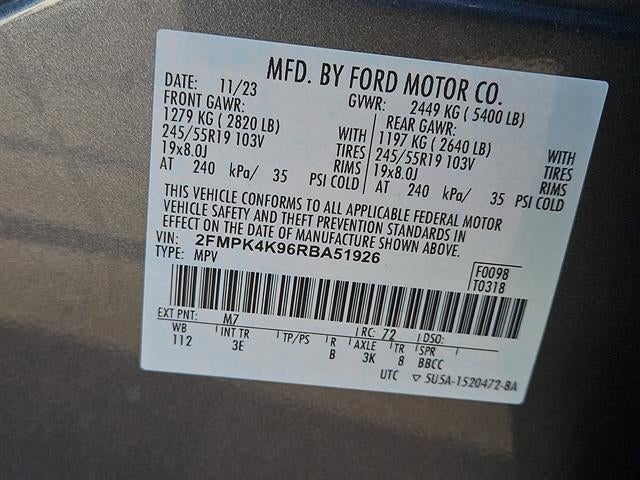 MFD. BY FORD MOTOR CO.
DATE: 11/23 GVWR: 2449 KG ( 5400 LB)
FRONT GAWR: REAR GAWR:
1279 KG ( 2820 LB) WITH 1197 KG ( 2640 LB) WITH
245/55R19 103V TIRES 245/55R19 103V TIRES
19x8.0J RIMS 19x8.0J RIMS
AT 240 kPa/ 35 PSI COLD AT 240 kPa/ 35 PSI COLD
THIS VEHICLE CONFORMS TO ALL APPLICABLE FEDERAL MOTOR
VEHICLE SAFETY AND THEFT PREVENTION STANDARDS IN
EFFECT ON THE DATE OF MANUFACTURE SHOWN ABOVE.
VIN: 2FMPK4K96RBA51926
TYPE: MPV
F0098
T0318
EXT PNT: M7 RC: 72 DSO:
WB INT TR TP/PS R AXLE TR SPR
112 3E B 3K 8 BBCC
UTC ▽ 5U5A-1520472-BA